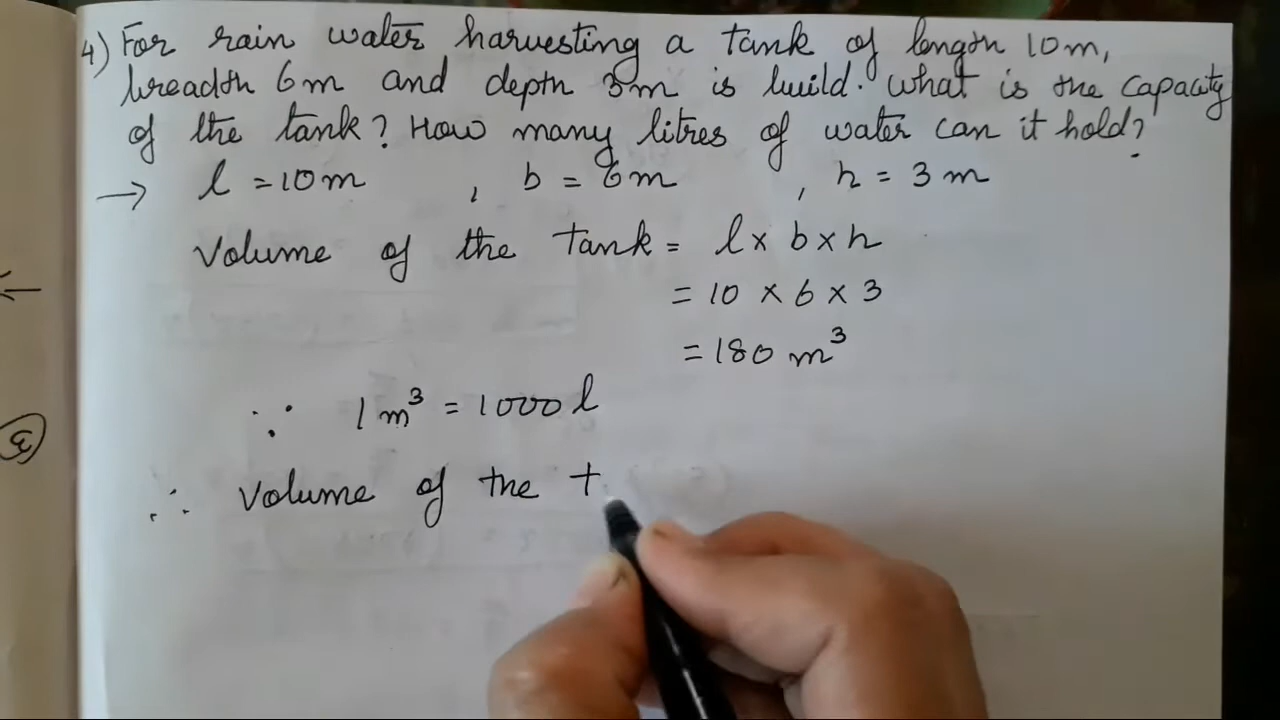 4) For rain water harvesting a tank of length 10m,
breadth 6m and depth 3m is build. What is the capacity
of the tank? How many litres of water can it hold?
→ l = 10m , b = 6m , h = 3 m
Volume of the tank = l × b × h
= 10 × 6 × 3
= 180 m³
∵ 1 m³ = 1000 l
∴ Volume of the t
3